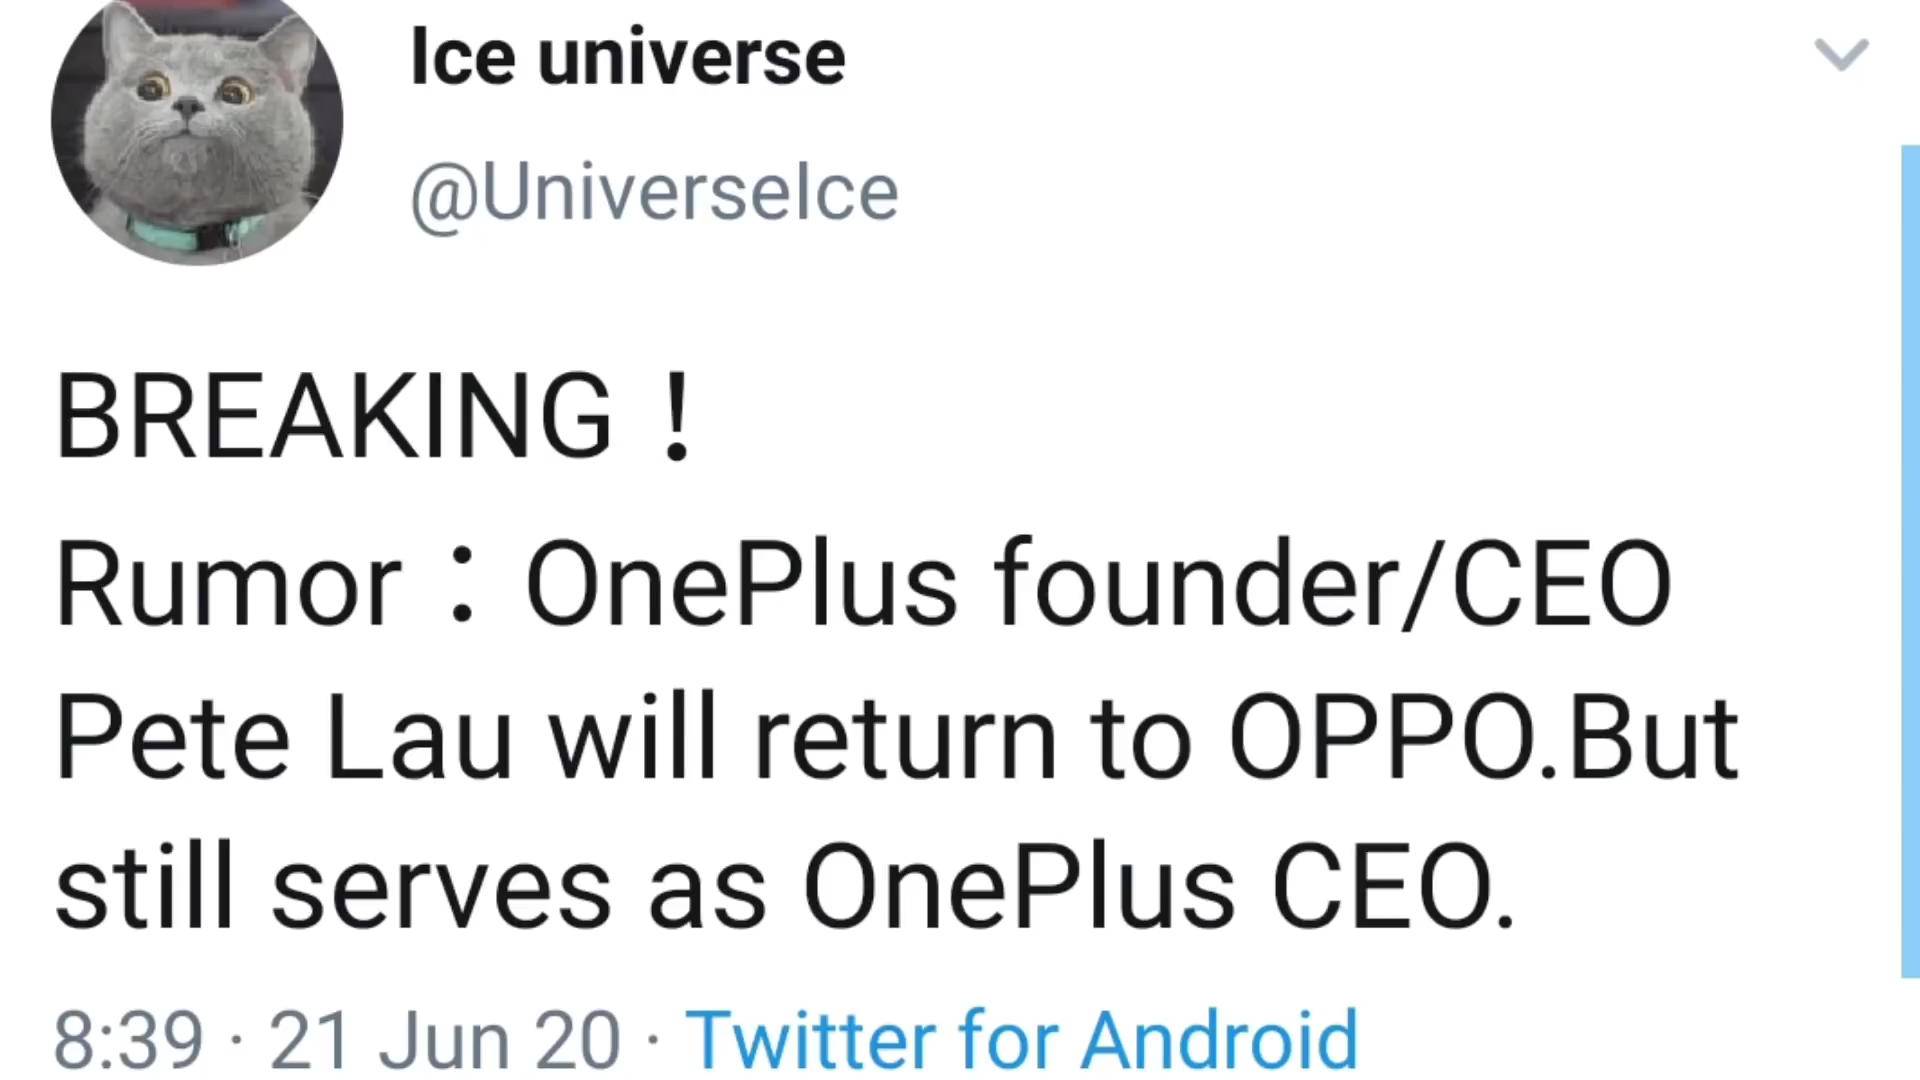 Ice universe
@UniverseIce
BREAKING！
Rumor：OnePlus founder/CEO
Pete Lau will return to OPPO.But
still serves as OnePlus CEO.
8:39 · 21 Jun 20 · Twitter for Android